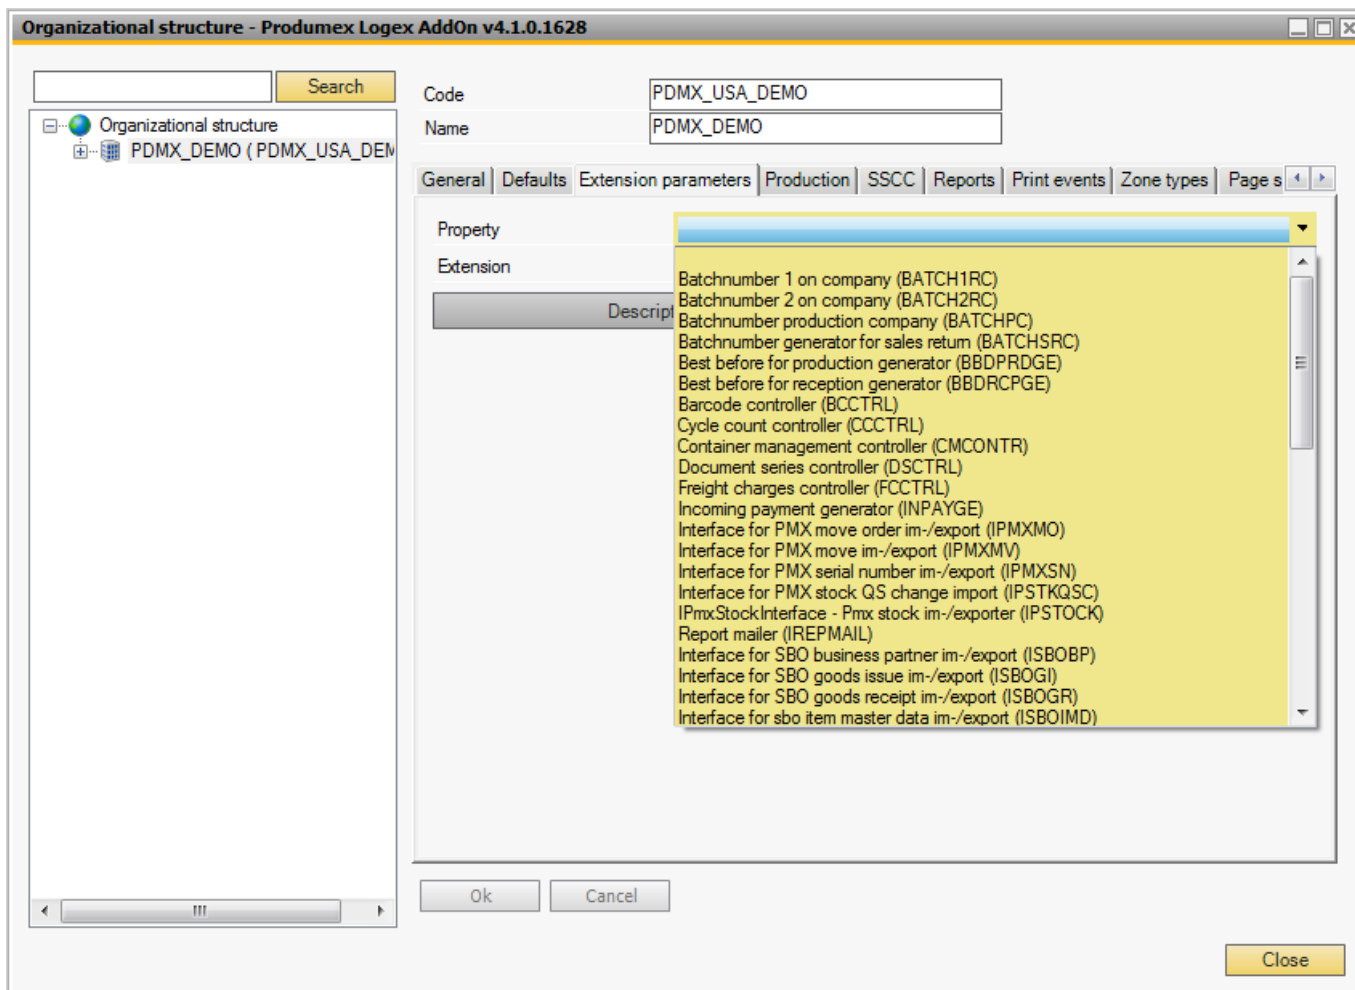 Organizational structure - Produmex Logex AddOn v4.1.0.1628
Search
Organizational structure
PDMX_DEMO ( PDMX_USA_DEM
Code
PDMX_USA_DEMO
Name
PDMX_DEMO
General
Defaults
Extension parameters
Production
SSCC
Reports
Print events
Zone types
Page s
Property
Extension
Descript
Batchnumber 1 on company (BATCH1RC)
Batchnumber 2 on company (BATCH2RC)
Batchnumber production company (BATCHPC)
Batchnumber generator for sales return (BATCHSRC)
Best before for production generator (BBDPRDGE)
Best before for reception generator (BBDRCPGE)
Barcode controller (BCCTRL)
Cycle count controller (CCCTRL)
Container management controller (CMCONTR)
Document series controller (DSCTRL)
Freight charges controller (FCCTRL)
Incoming payment generator (INPAYGE)
Interface for PMX move order im-/export (IPMXMO)
Interface for PMX move im-/export (IPMXMV)
Interface for PMX serial number im-/export (IPMXSN)
Interface for PMX stock QS change import (IPSTKQSC)
IPmxStockInterface - Pmx stock im-/exporter (IPSTOCK)
Report mailer (IREPMAIL)
Interface for SBO business partner im-/export (ISBOBP)
Interface for SBO goods issue im-/export (ISBOGI)
Interface for SBO goods receipt im-/export (ISBOGR)
Interface for sbo item master data im-/export (ISBOIMD)
Ok
Cancel
Close